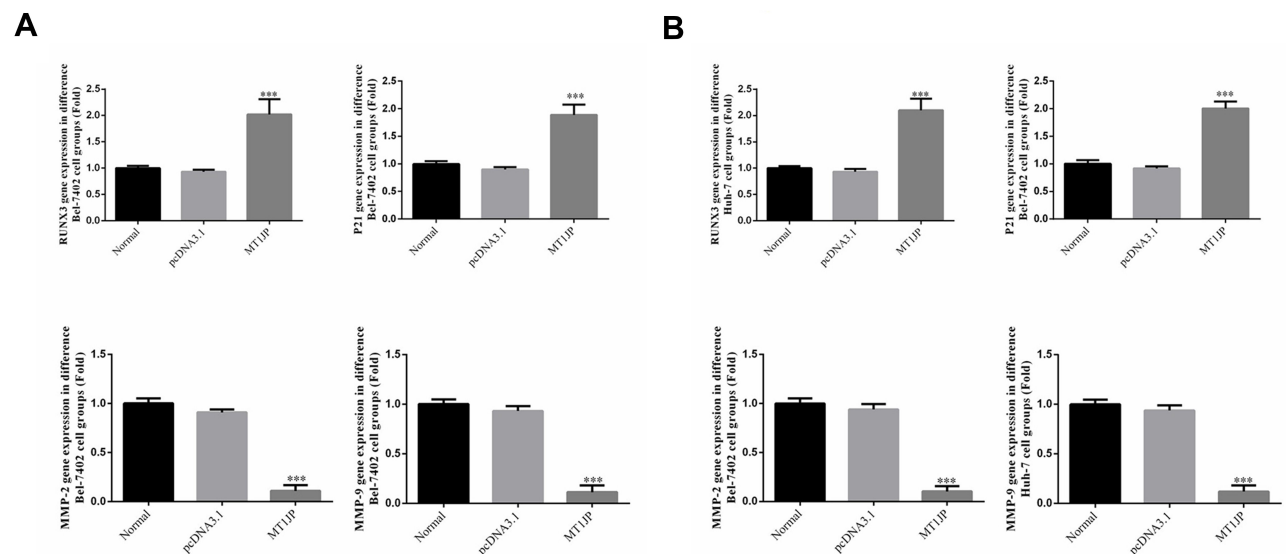 A
RUNX3 gene expression in difference
Bel-7402 cell groups (Fold)
2.5
2.0
1.5
1.0
0.5
0.0
***
Normal
pcDNA3.1
MT1JP
P21 gene expression in difference
Bel-7402 cell groups (Fold)
2.5
2.0
1.5
1.0
0.5
0.0
***
Normal
pcDNA3.1
MT1JP
MMP-2 gene expression in difference
Bel-7402 cell groups (Fold)
1.5
1.0
0.5
0.0
***
Normal
pcDNA3.1
MT1JP
MMP-9 gene expression in difference
Bel-7402 cell groups (Fold)
1.5
1.0
0.5
0.0
***
Normal
pcDNA3.1
MT1JP
B
RUNX3 gene expression in difference
Huh-7 cell groups (Fold)
2.5
2.0
1.5
1.0
0.5
0.0
***
Normal
pcDNA3.1
MT1JP
P21 gene expression in difference
Bel-7402 cell groups (Fold)
2.5
2.0
1.5
1.0
0.5
0.0
***
Normal
pcDNA3.1
MT1JP
MMP-2 gene expression in difference
Bel-7402 cell groups (Fold)
1.5
1.0
0.5
0.0
***
Normal
pcDNA3.1
MT1JP
MMP-9 gene expression in difference
Huh-7 cell groups (Fold)
1.5
1.0
0.5
0.0
***
Normal
pcDNA3.1
MT1JP